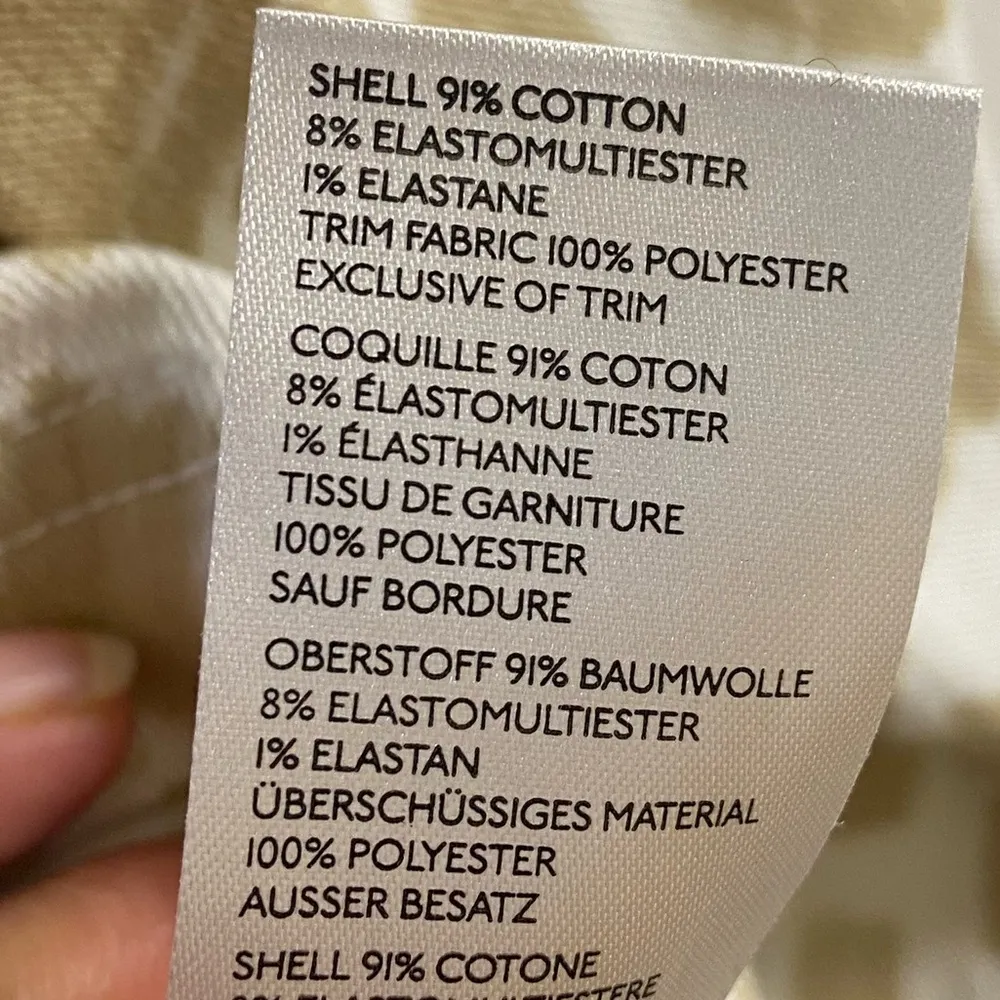 SHELL 91% COTTON
8% ELASTOMULTIESTER
1% ELASTANE
TRIM FABRIC 100% POLYESTER
EXCLUSIVE OF TRIM
COQUILLE 91% COTON
8% ÉLASTOMULTIESTER
1% ÉLASTHANNE
TISSU DE GARNITURE
100% POLYESTER
SAUF BORDURE
OBERSTOFF 91% BAUMWOLLE
8% ELASTOMULTIESTER
1% ELASTAN
ÜBERSCHÜSSIGES MATERIAL
100% POLYESTER
AUSSER BESATZ
SHELL 91% COTONE